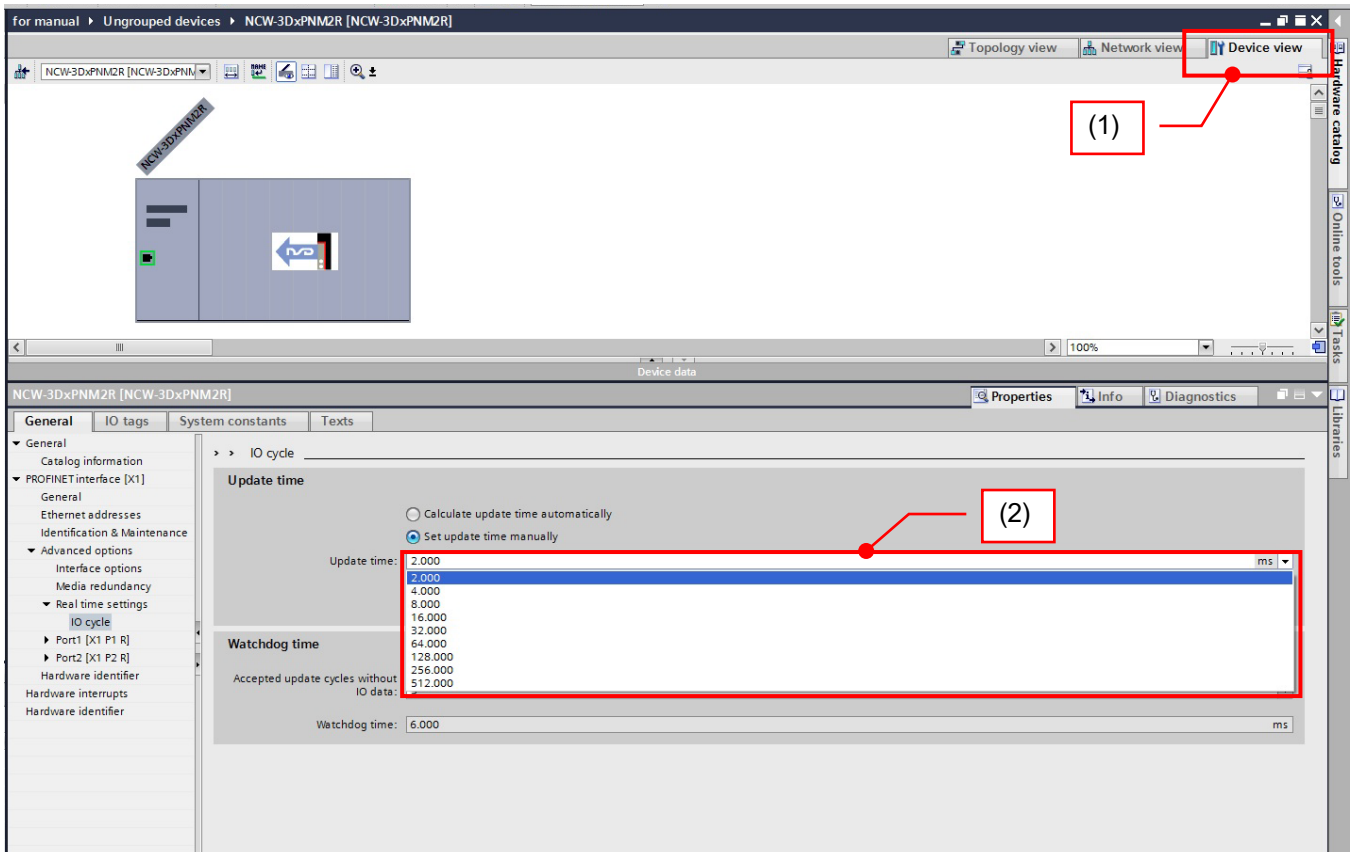 for manual ▸ Ungrouped devices ▸ NCW-3DxPNM2R [NCW-3DxPNM2R]
Topology view
Network view
Device view
NCW-3DxPNM2R [NCW-3DxPNM
NCW-3DxPNM2R
(1)
100%
Device data
Hardware catalog
Online tools
Tasks
Libraries
NCW-3DxPNM2R [NCW-3DxPNM2R]
Properties
Info
Diagnostics
General
IO tags
System constants
Texts
General
Catalog information
PROFINET interface [X1]
General
Ethernet addresses
Identification & Maintenance
Advanced options
Interface options
Media redundancy
Real time settings
IO cycle
Port1 [X1 P1 R]
Port2 [X1 P2 R]
Hardware identifier
Hardware interrupts
Hardware identifier
> > IO cycle
Update time
Calculate update time automatically
Set update time manually
(2)
Update time: 2.000 ms
2.000
4.000
8.000
16.000
32.000
64.000
128.000
256.000
512.000
Watchdog time
Accepted update cycles without
IO data:
Watchdog time: 6.000 ms